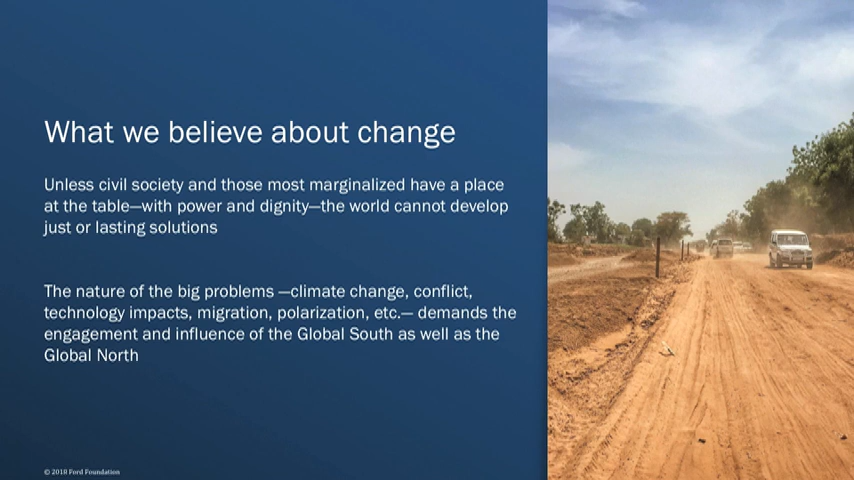 What we believe about change
Unless civil society and those most marginalized have a place
at the table—with power and dignity—the world cannot develop
just or lasting solutions
The nature of the big problems —climate change, conflict,
technology impacts, migration, polarization, etc.— demands the
engagement and influence of the Global South as well as the
Global North
© 2018 Ford Foundation